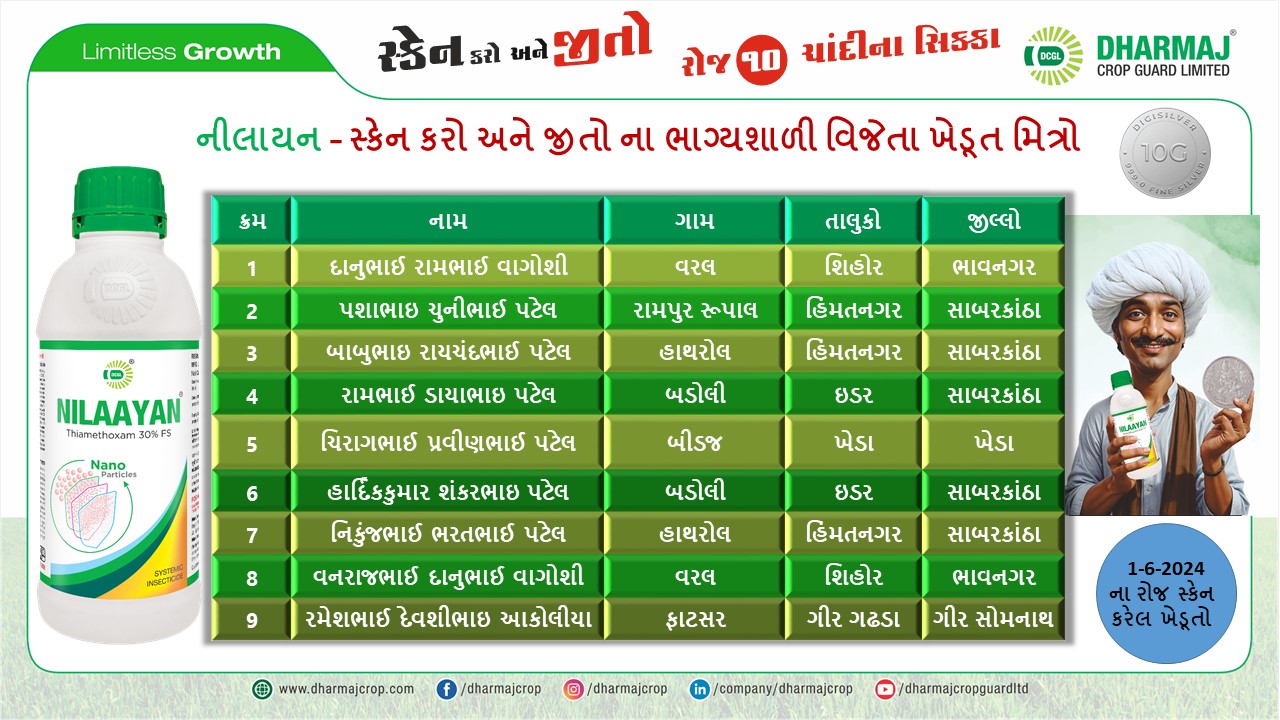 Limitless Growth
સ્કેન કરો અને જીતો રોજ ૧૦ ચાંદીના સિક્કા
DCGL
DHARMAJ®
CROP GUARD LIMITED
નીલાયન - સ્કેન કરો અને જીતો ના ભાગ્યશાળી વિજેતા ખેડૂત મિત્રો
DIGISILVER
10G
999.0 FINE SILVER
ક્રમ નામ ગામ તાલુકો જીલ્લો
1 દાનુભાઈ રામભાઈ વાગોશી વરલ શિહોર ભાવનગર
2 પશાભાઇ ચુનીભાઈ પટેલ રામપુર રૂપાલ હિંમતનગર સાબરકાંઠા
3 બાબુભાઇ રાયચંદભાઈ પટેલ હાથરોલ હિંમતનગર સાબરકાંઠા
4 રામભાઈ ડાયાભાઇ પટેલ બડોલી ઇડર સાબરકાંઠા
5 ચિરાગભાઈ પ્રવીણભાઈ પટેલ બીડજ ખેડા ખેડા
6 હાર્દિકકુમાર શંકરભાઇ પટેલ બડોલી ઇડર સાબરકાંઠા
7 નિકુંજભાઈ ભરતભાઈ પટેલ હાથરોલ હિંમતનગર સાબરકાંઠા
8 વનરાજભાઈ દાનુભાઈ વાગોશી વરલ શિહોર ભાવનગર
9 રમેશભાઈ દેવશીભાઇ આકોલીયા ફાટસર ગીર ગઢડા ગીર સોમનાથ
DCGL
DCGL
NILAAYAN®
Thiamethoxam 30% FS
Nano
Particles
SYSTEMIC
INSECTICIDE
NILAAYAN
1-6-2024
ના રોજ સ્કેન
કરેલ ખેડૂતો
www.dharmajcrop.com /dharmajcrop /dharmajcrop /company/dharmajcrop /dharmajcropguardltd